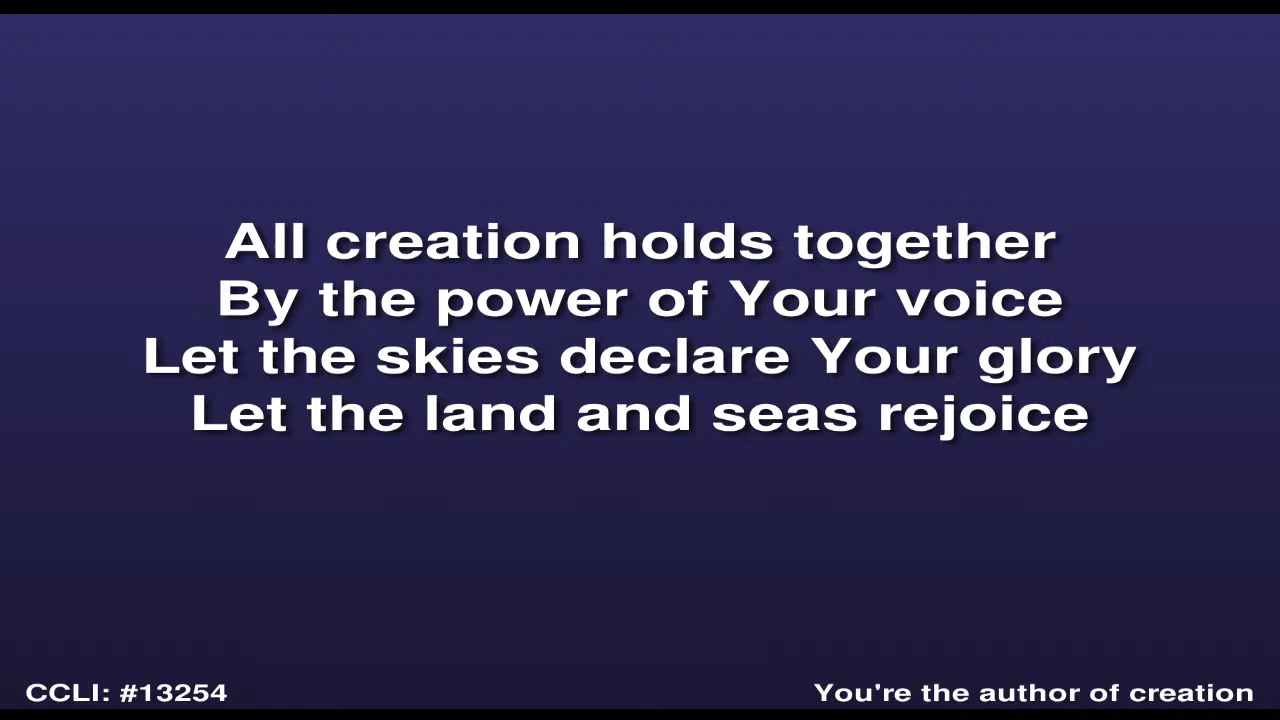 All creation holds together
By the power of Your voice
Let the skies declare Your glory
Let the land and seas rejoice
CCLI: #13254
You're the author of creation